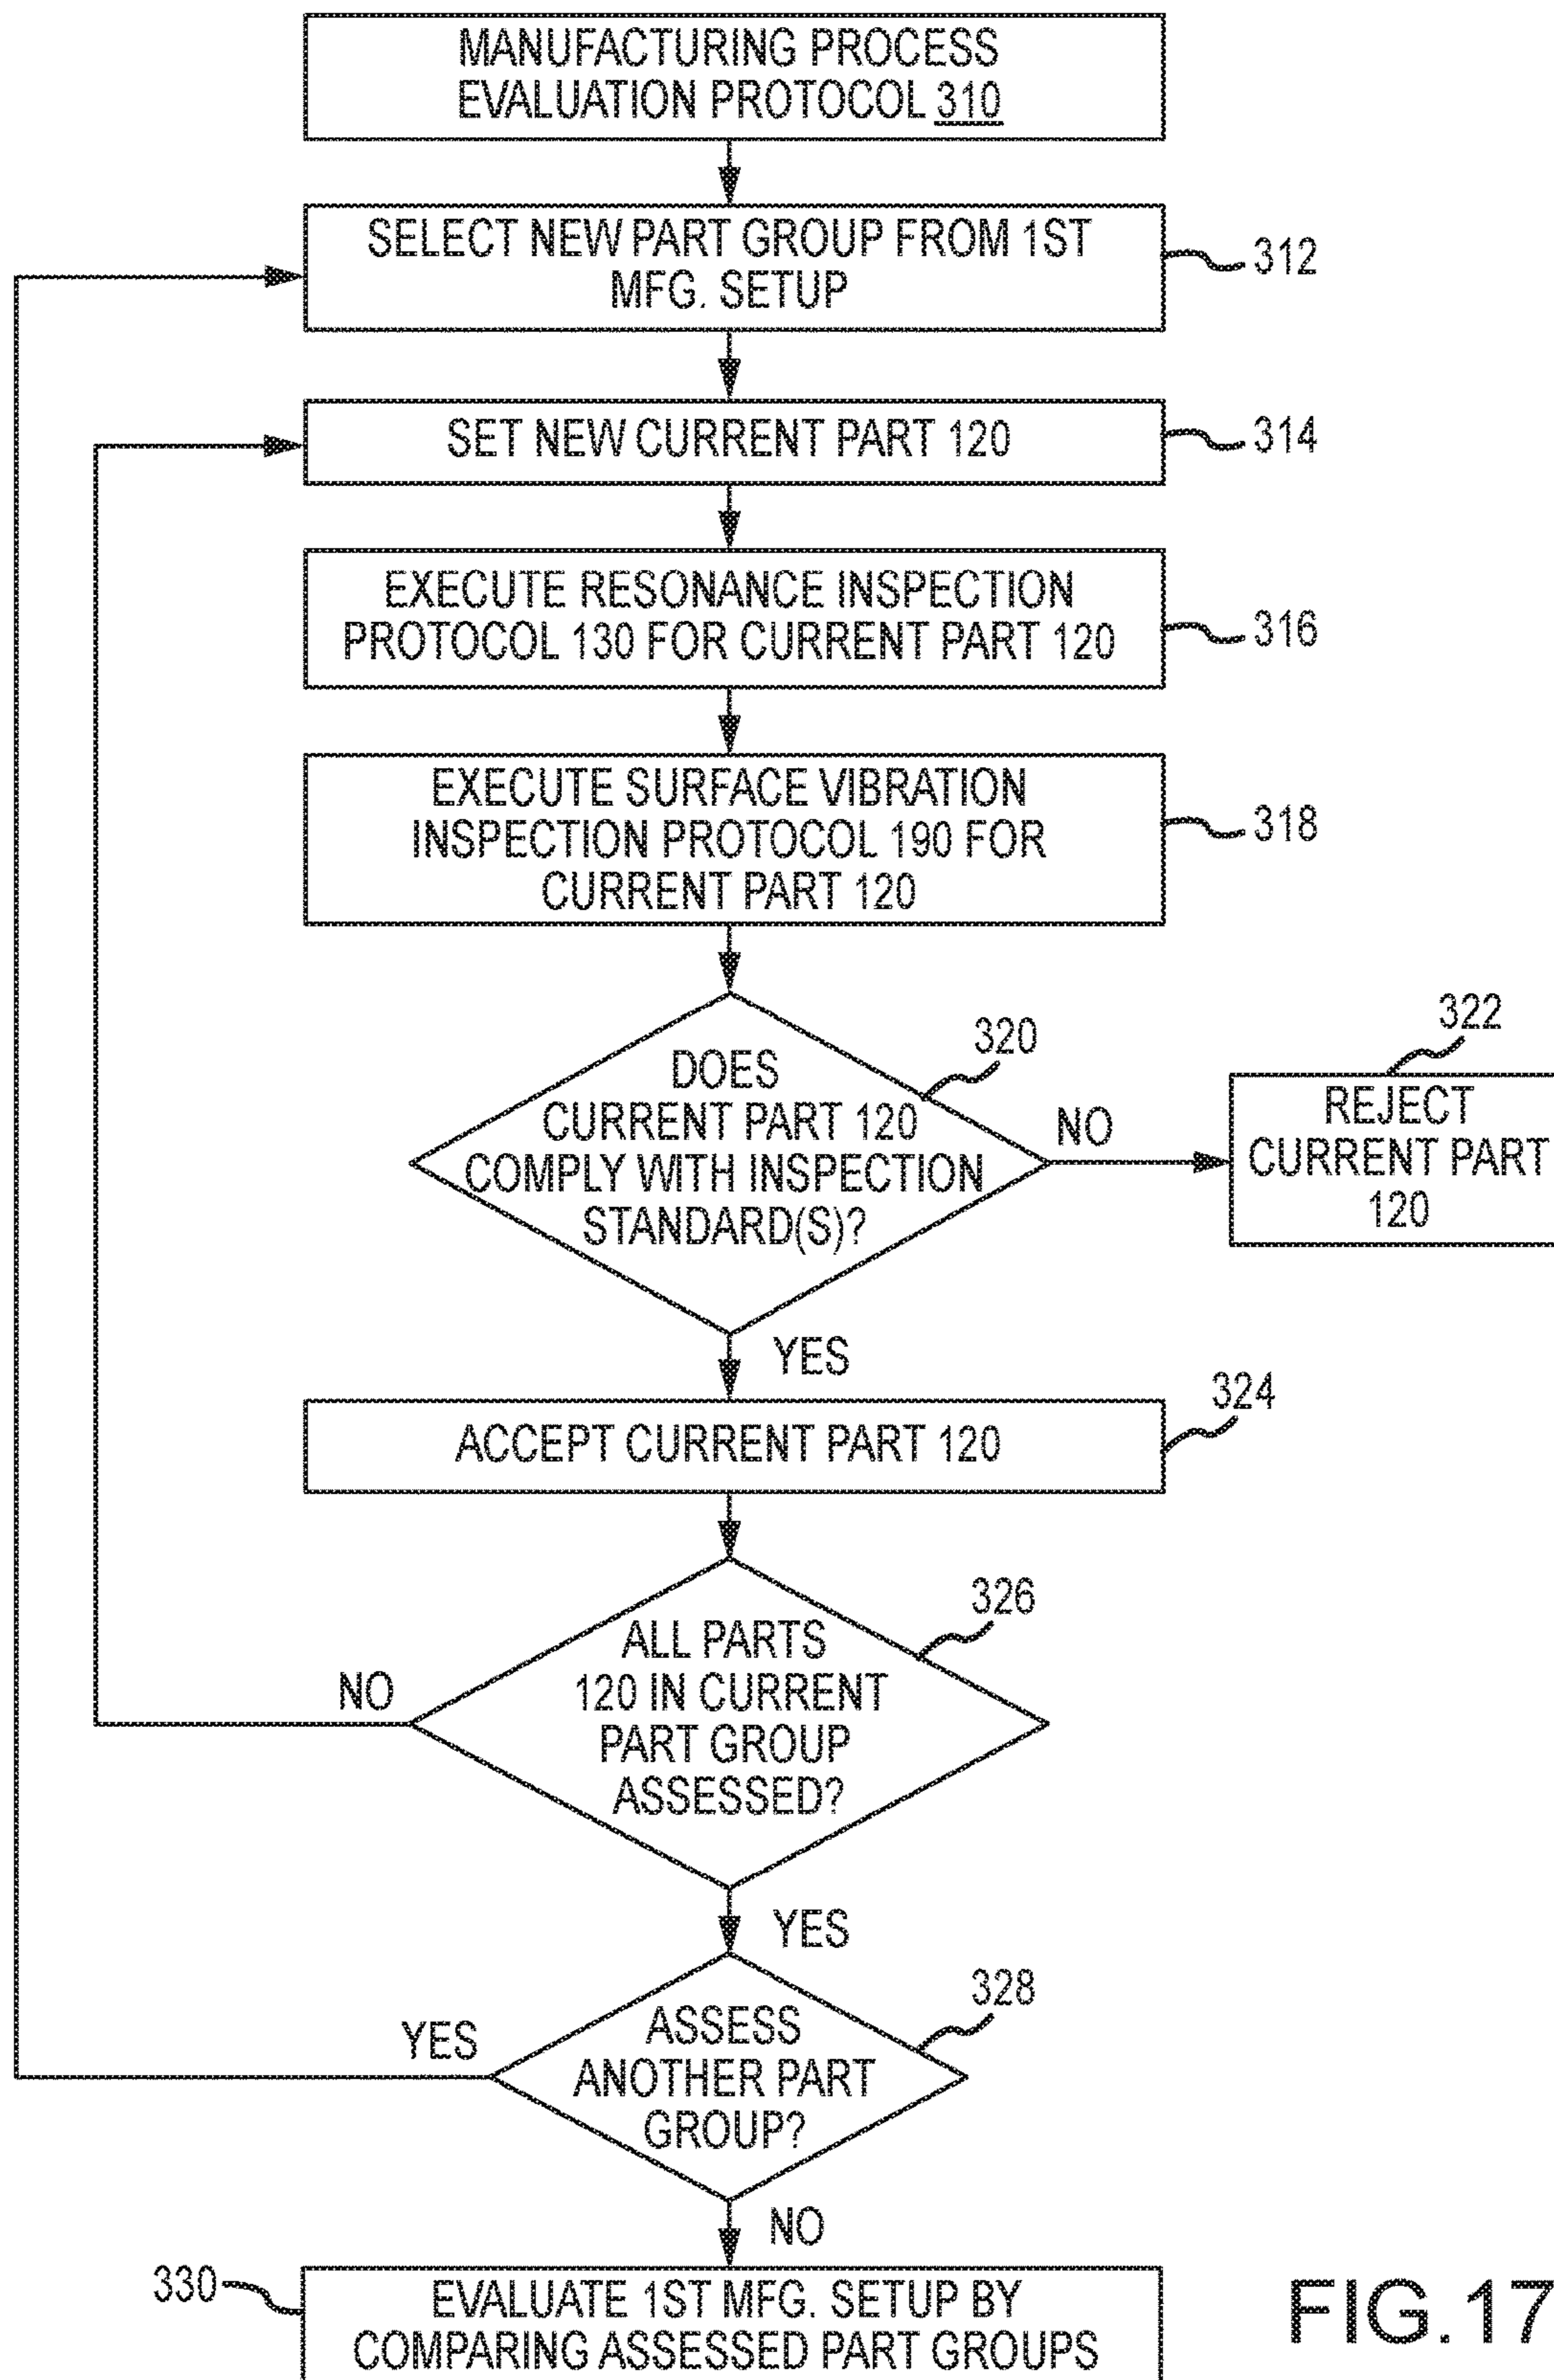 MANUFACTURING PROCESS
EVALUATION PROTOCOL 310
SELECT NEW PART GROUP FROM 1ST
MFG. SETUP
312
SET NEW CURRENT PART 120
314
EXECUTE RESONANCE INSPECTION
PROTOCOL 130 FOR CURRENT PART 120
316
EXECUTE SURFACE VIBRATION
INSPECTION PROTOCOL 190 FOR
CURRENT PART 120
318
320
DOES
CURRENT PART 120
COMPLY WITH INSPECTION
STANDARD(S)?
NO
322
REJECT
CURRENT PART
120
YES
324
ACCEPT CURRENT PART 120
326
ALL PARTS
120 IN CURRENT
PART GROUP
ASSESSED?
NO
YES
328
ASSESS
ANOTHER PART
GROUP?
YES
NO
330
EVALUATE 1ST MFG. SETUP BY
COMPARING ASSESSED PART GROUPS
FIG.17